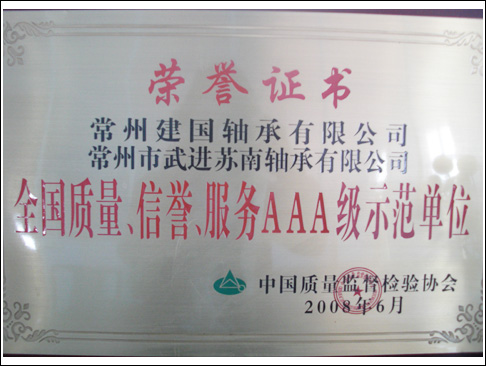 荣誉证书
常州建国轴承有限公司
常州市武进苏南轴承有限公司
全国质量、信誉、服务AAA级示范单位
中国质量监督检验协会
2008年6月